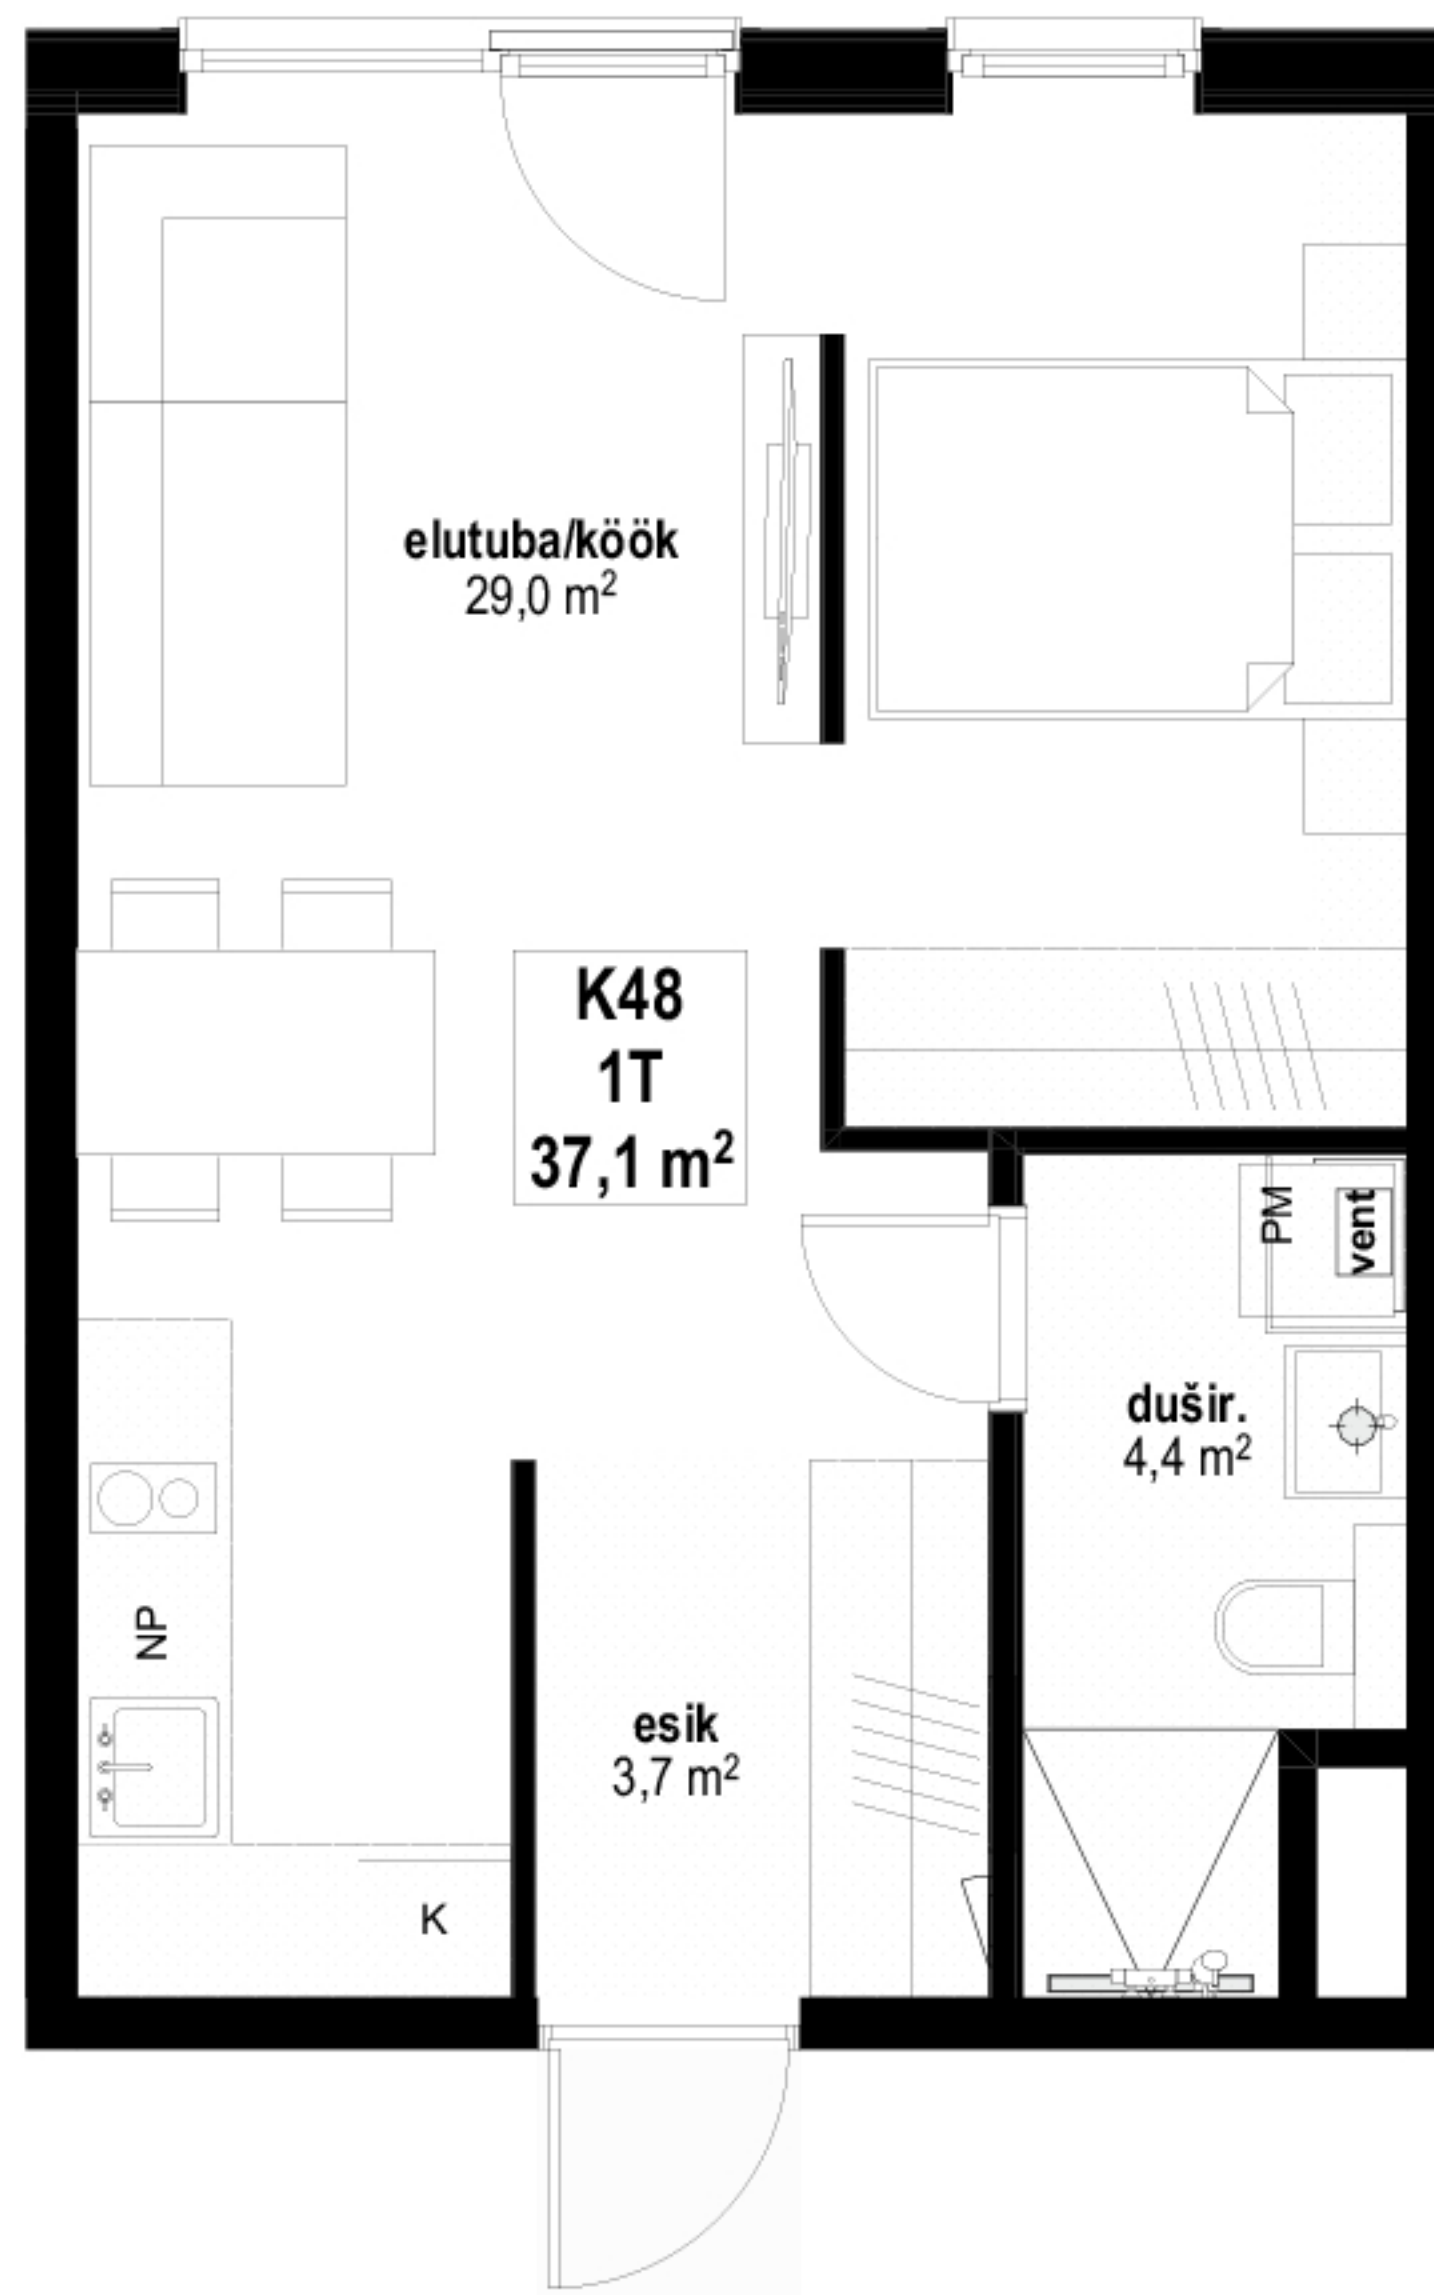 elutuba/köök
29,0 m²
K48
1T
37,1 m²
PM
vent
dušir.
4,4 m²
NP
esik
3,7 m²
K